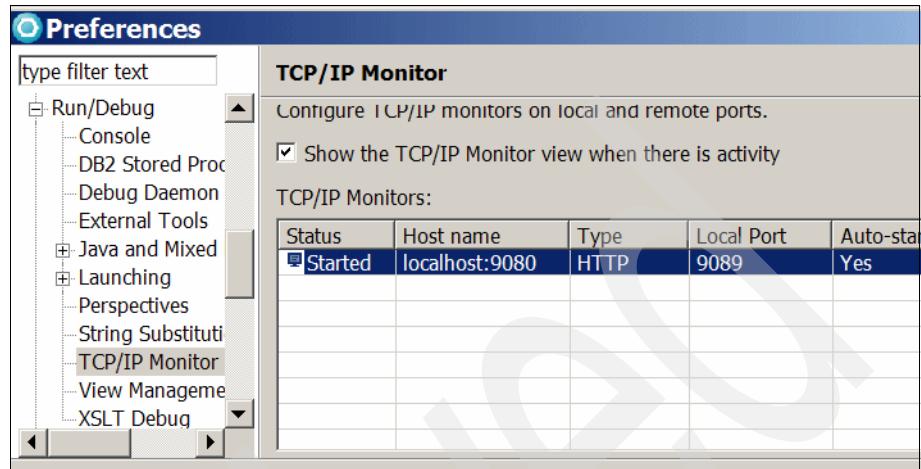 Preferences
type filter text
Run/Debug
Console
DB2 Stored Proc
Debug Daemon
External Tools
Java and Mixed
Launching
Perspectives
String Substituti
TCP/IP Monitor
View Manageme
XSLT Debug
TCP/IP Monitor
Configure TCP/IP monitors on local and remote ports.
Show the TCP/IP Monitor view when there is activity
TCP/IP Monitors:
Status Host name Type Local Port Auto-star
Started localhost:9080 HTTP 9089 Yes